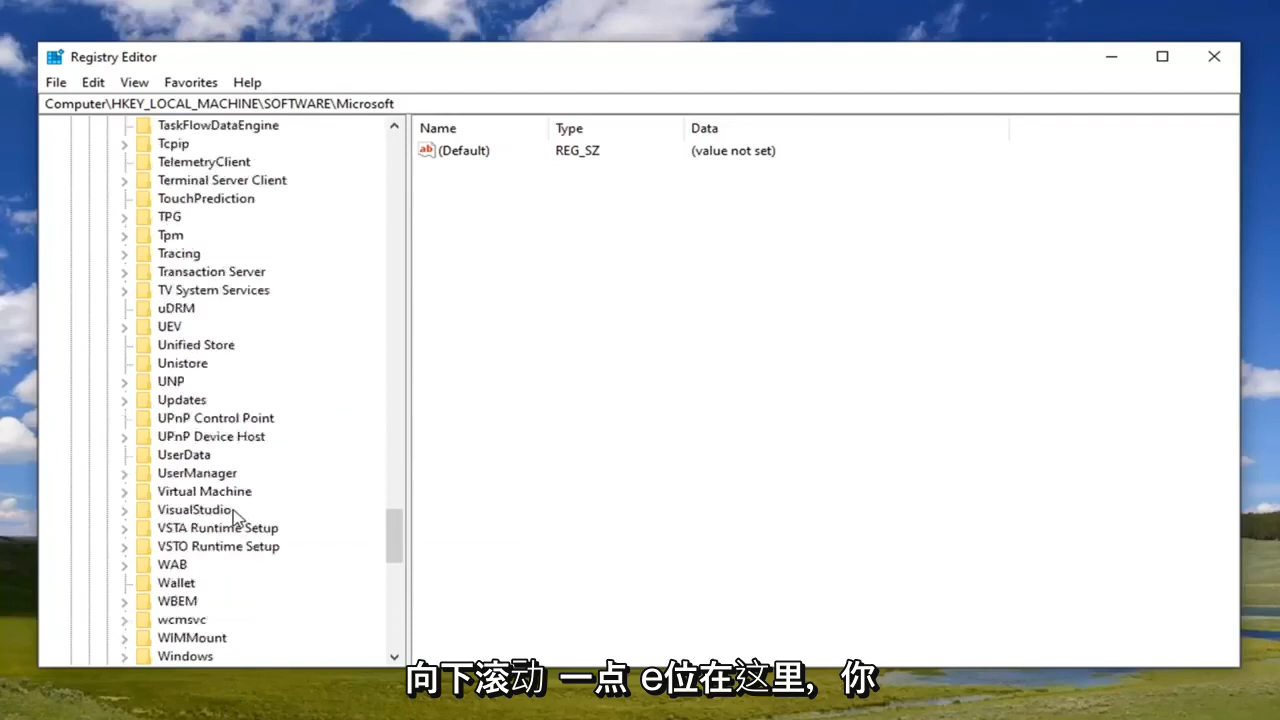 Registry Editor
File Edit View Favorites Help
Computer\HKEY_LOCAL_MACHINE\SOFTWARE\Microsoft
Name Type Data
ab (Default) REG_SZ (value not set)
TaskFlowDataEngine
Tcpip
TelemetryClient
Terminal Server Client
TouchPrediction
TPG
Tpm
Tracing
Transaction Server
TV System Services
uDRM
UEV
Unified Store
Unistore
UNP
Updates
UPnP Control Point
UPnP Device Host
UserData
UserManager
Virtual Machine
VisualStudio
VSTA Runtime Setup
VSTO Runtime Setup
WAB
Wallet
WBEM
wcmsvc
WIMMount
Windows
向下滚动 一点 e位在这里, 你